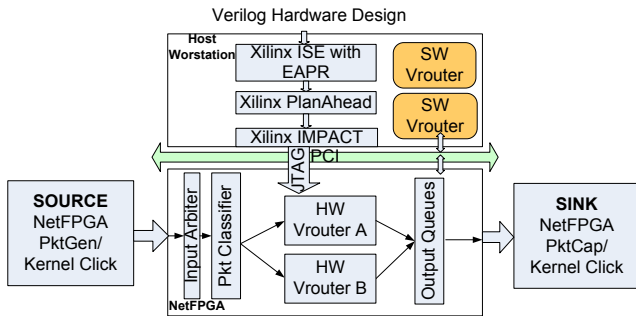 Verilog Hardware Design
Host
Worstation
Xilinx ISE with
EAPR
SW
Vrouter
Xilinx PlanAhead
SW
Vrouter
Xilinx IMPACT
PCI
JTAG
SOURCE
NetFPGA
PktGen/
Kernel Click
Input Arbiter
Pkt Classifier
HW
Vrouter A
HW
Vrouter B
Output Queues
NetFPGA
SINK
NetFPGA
PktCap/
Kernel Click